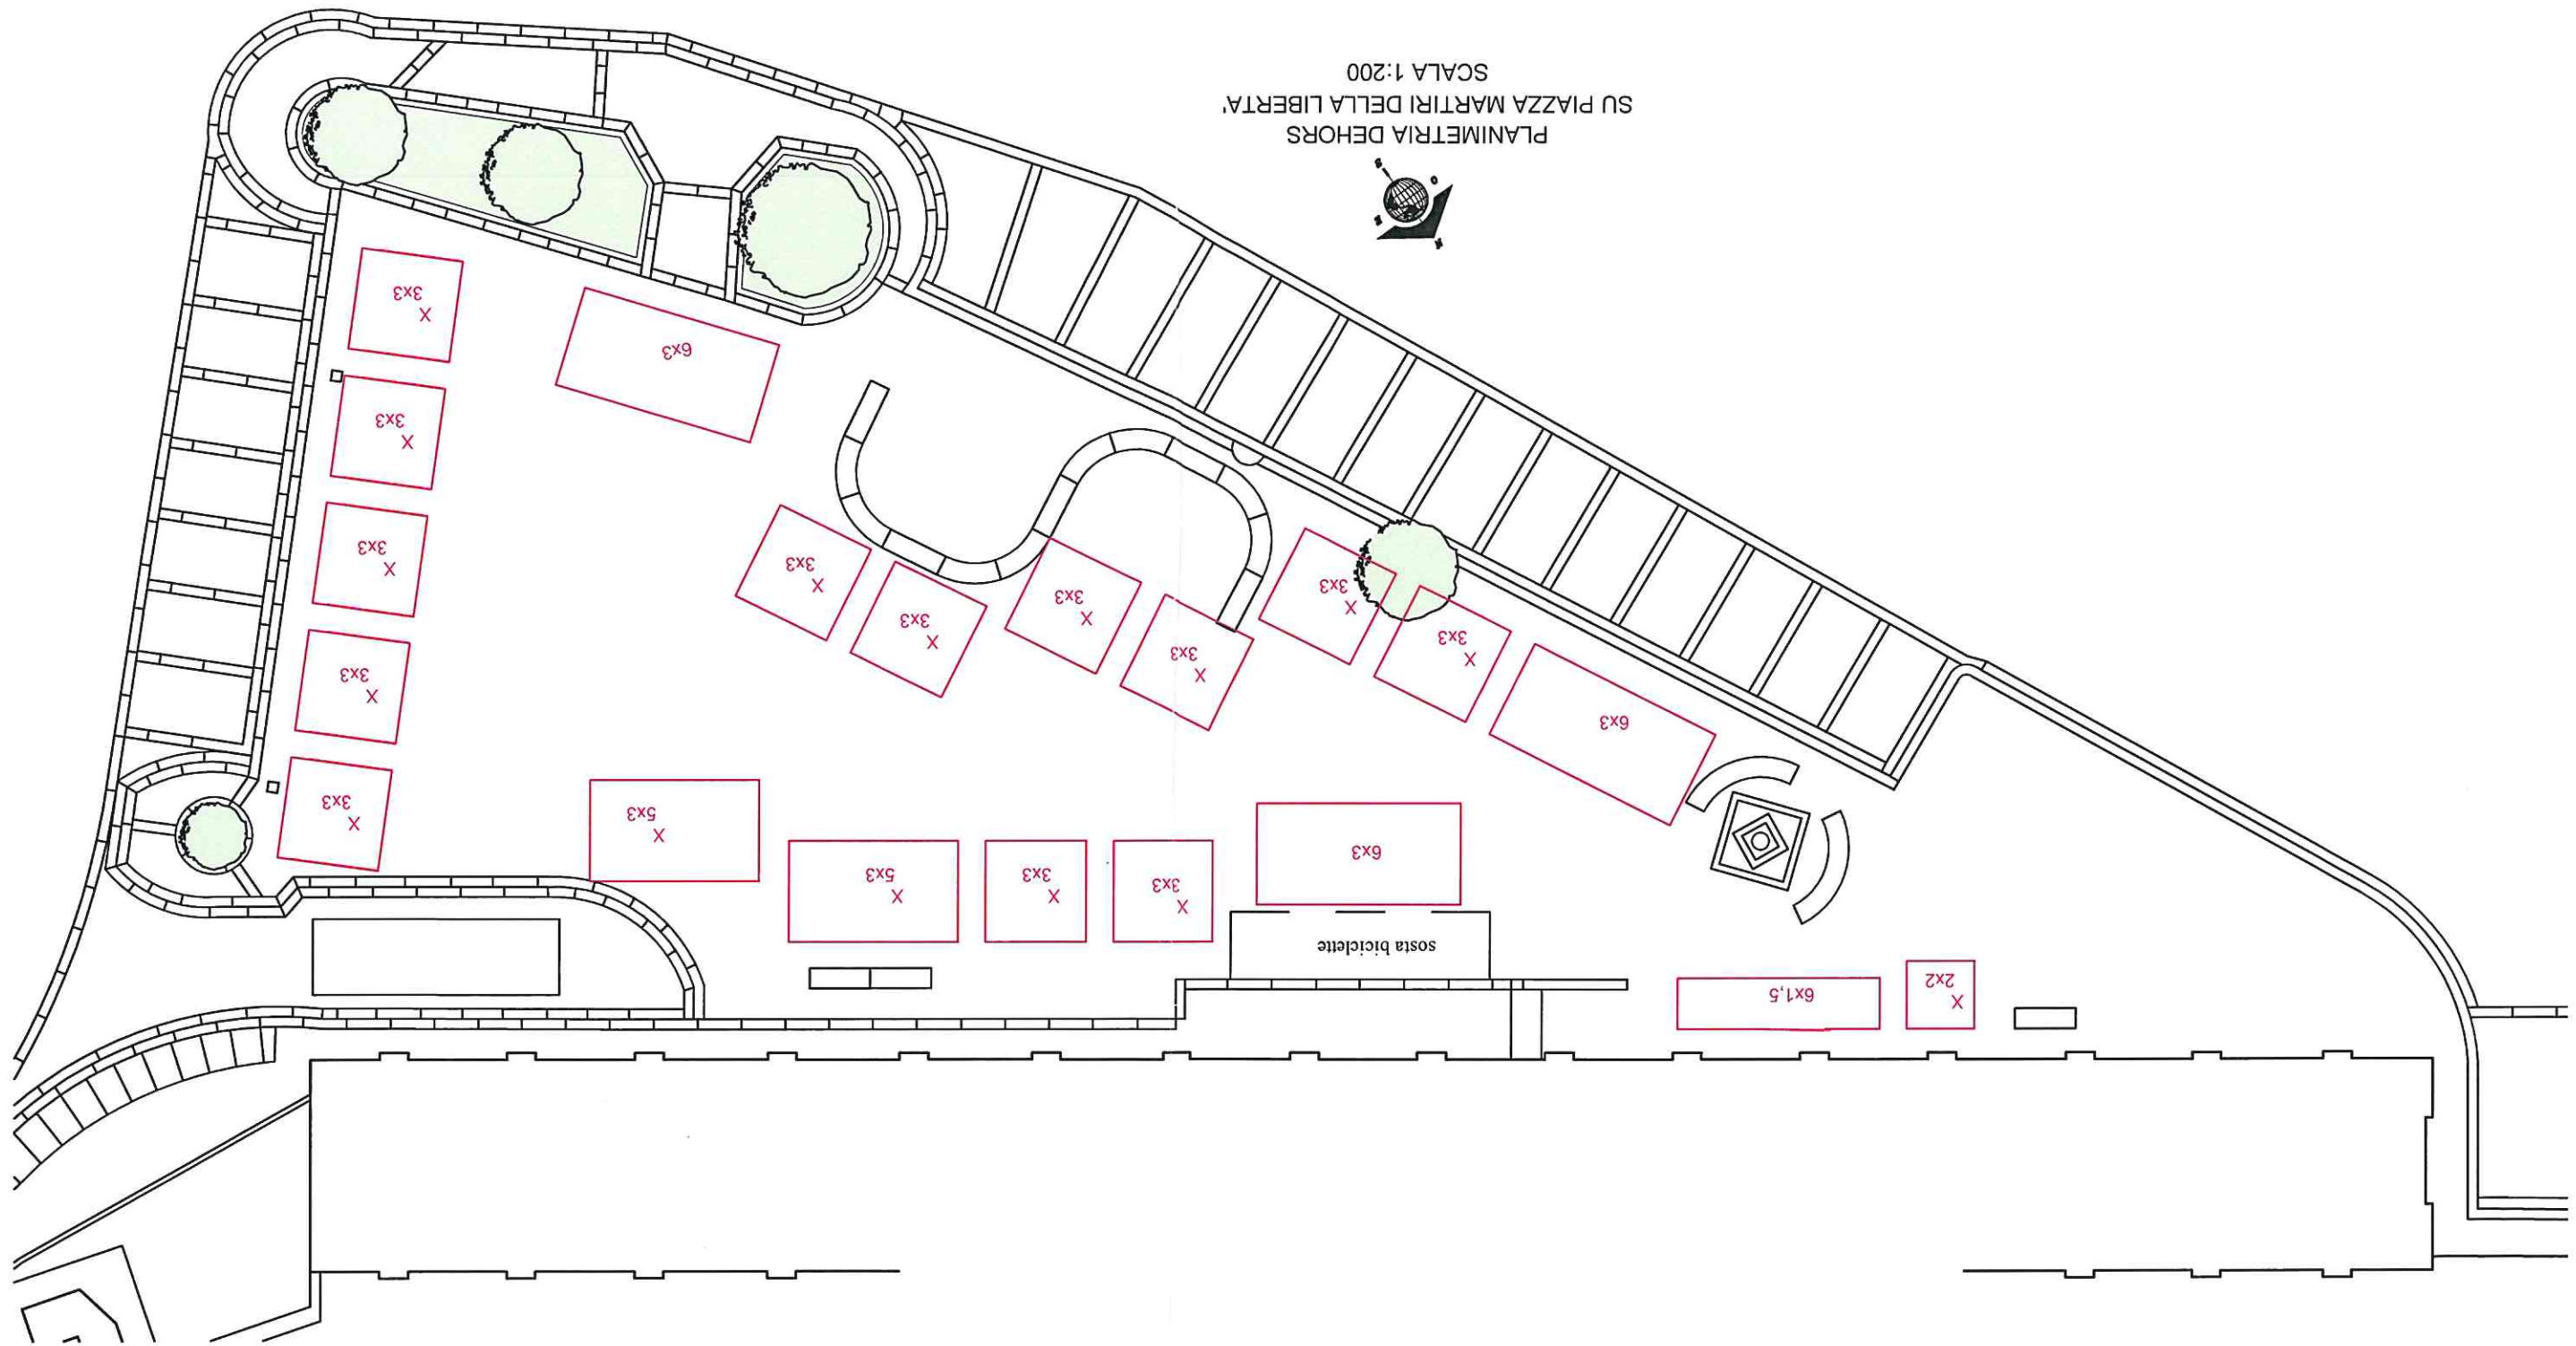 X
2x2
6x1,5
sosta biciclette
X
3x3
X
3x3
X
5x3
6x3
X
5x3
X
3x3
6x3
X
3x3
X
3x3
X
3x3
X
3x3
X
3x3
X
3x3
X
3x3
X
3x3
X
3x3
6x3
X
3x3
X
3x3
PLANIMETRIA DEHORS
SU PIAZZA MARTIRI DELLA LIBERTA'
SCALA 1:200